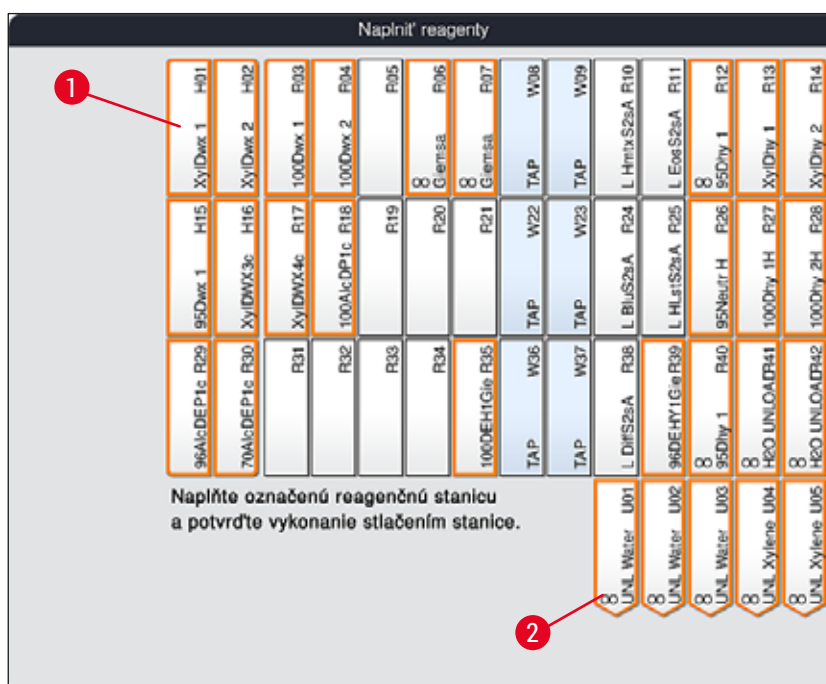 Naplniť reagenty
1
XylDwx 1 H01
XylDwx 2 H02
100Dwx 1 R03
100Dwx 2 R04
R05
∞ Giemsa R06
∞ Giemsa R07
TAP W08
TAP W09
L HmtxS2sA R10
L EosS2sA R11
∞ 95Dhy 1 R12
XylDhy 1 R13
XylDhy 2 R14
95Dwx 1 H15
XylDWX3c H16
XylDWX4c R17
100AlcDP1c R18
R19
R20
R21
TAP W22
TAP W23
L BluS2sA R24
L HLstS2sA R25
95Neutr H R26
100Dhy 1H R27
100Dhy 2H R28
96AlcDEP1c R29
70AlcDEP1c R30
R31
R32
R33
R34
100DEH1Gie R35
TAP W36
TAP W37
L DiffS2sA R38
96DEHY1Gie R39
∞ 95Dhy 1 R40
∞ H2O UNLOAD R41
∞ H2O UNLOAD R42
Naplňte označenú reagenčnú stanicu
a potvrďte vykonanie stlačením stanice.
∞ UNL Water U01
∞ UNL Water U02
∞ UNL Water U03
∞ UNL Xylene U04
∞ UNL Xylene U05
2